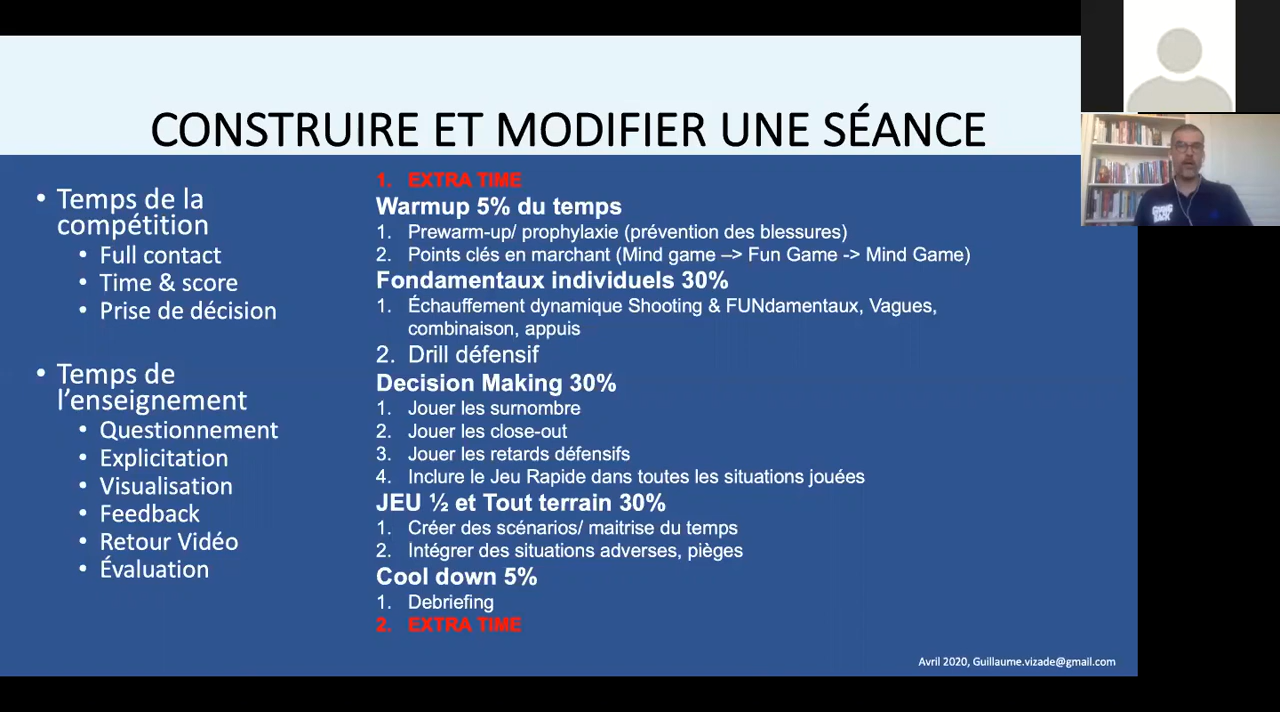 CONSTRUIRE ET MODIFIER UNE SÉANCE
• Temps de la
compétition
• Full contact
• Time & score
• Prise de décision
• Temps de
l'enseignement
• Questionnement
• Explicitation
• Visualisation
• Feedback
• Retour Vidéo
• Évaluation
1. EXTRA TIME
Warmup 5% du temps
1. Prewarm-up/ prophylaxie (prévention des blessures)
2. Points clés en marchant (Mind game –> Fun Game -> Mind Game)
Fondamentaux individuels 30%
1. Échauffement dynamique Shooting & FUNdamentaux, Vagues,
combinaison, appuis
2. Drill défensif
Decision Making 30%
1. Jouer les surnombre
2. Jouer les close-out
3. Jouer les retards défensifs
4. Inclure le Jeu Rapide dans toutes les situations jouées
JEU ½ et Tout terrain 30%
1. Créer des scénarios/ maitrise du temps
2. Intégrer des situations adverses, pièges
Cool down 5%
1. Debriefing
2. EXTRA TIME
Avril 2020, Guillaume.vizade@gmail.com